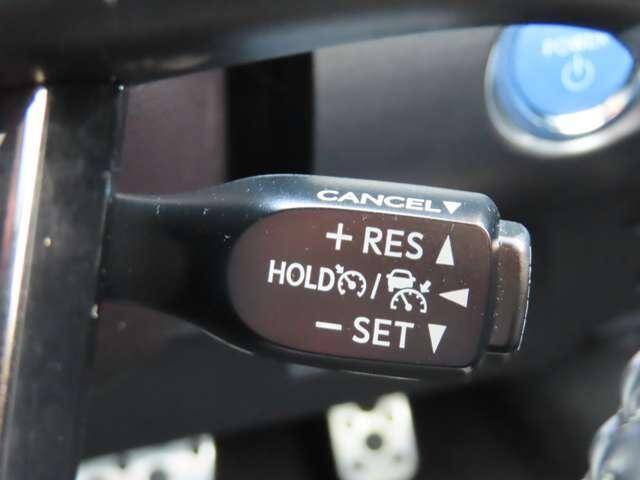 POWER
CANCEL▼
+ RES ▲
HOLD / ◀
− SET ▼